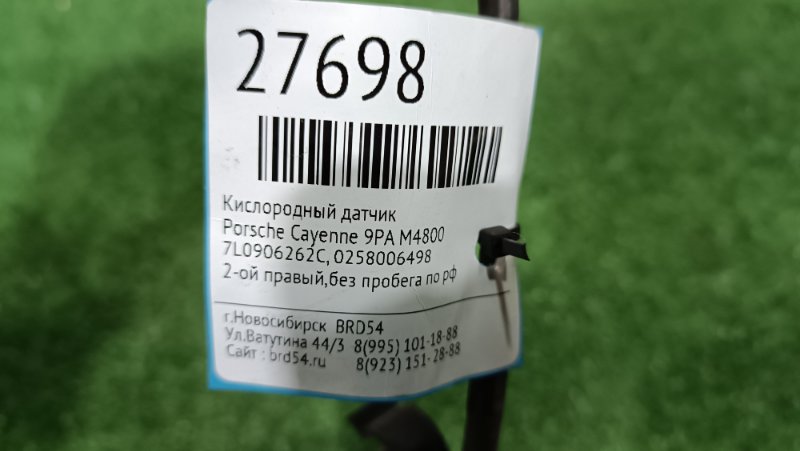 27698
Кислородный датчик
Porsche Cayenne 9PA M4800
7L0906262C, 0258006498
2-ой правый,без пробега по рф
г.Новосибирск BRD54
Ул.Ватутина 44/3 8(995) 101-18-88
Сайт : brd54.ru 8(923) 151-28-88